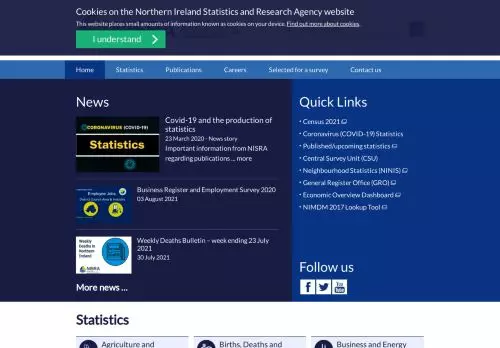 Cookies on the Northern Ireland Statistics and Research Agency website
This website places small amounts of information known as cookies on your device. Find out more about cookies.
I understand
Home Statistics Publications Careers Selected for a survey Contact us
News
CORONAVIRUS (COVID-19)
Statistics
Covid-19 and the production of
statistics
23 March 2020 - News story
Important information from NISRA
regarding publications ... more
Employee Jobs
Business Register and Employment Survey 2020
03 August 2021
Weekly
Deaths in
Northern
Ireland
NISRA
Weekly Deaths Bulletin – week ending 23 July
2021
30 July 2021
More news ...
Quick Links
Census 2021
Coronavirus (COVID-19) Statistics
Published/upcoming statistics
Central Survey Unit (CSU)
Neighbourhood Statistics (NINIS)
General Register Office (GRO)
Economic Overview Dashboard
NIMDM 2017 Lookup Tool
Follow us
You
Tube
Statistics
Agriculture and
Births, Deaths and
Business and Energy